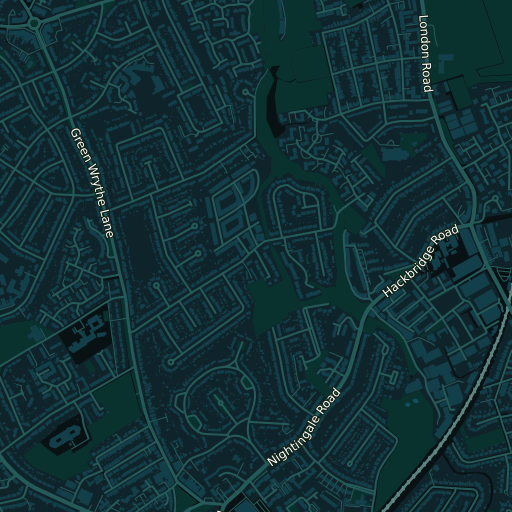 London Road
Green Wrythe Lane
Hackbridge Road
Nightingale Road